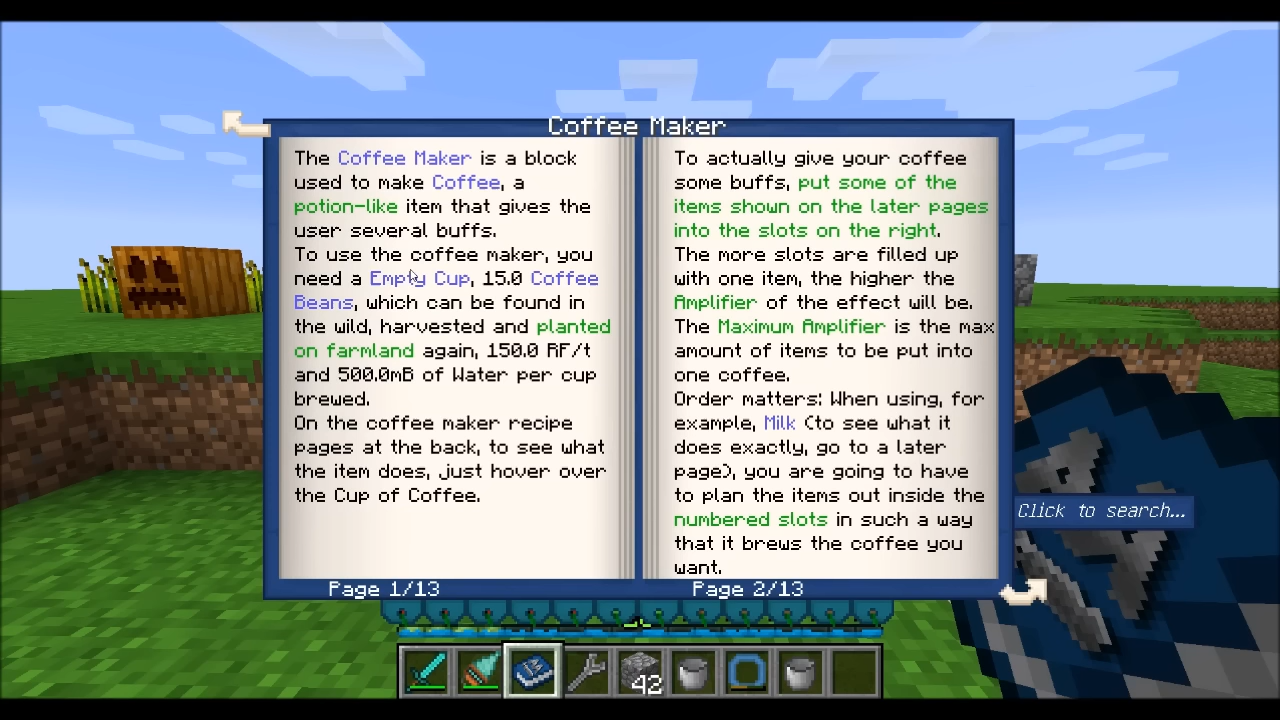 Coffee Maker
The Coffee Maker is a block
used to make Coffee, a
potion-like item that gives the
user several buffs.
To use the coffee maker, you
need a Empty Cup, 15.0 Coffee
Beans, which can be found in
the wild, harvested and planted
on farmland again, 150.0 RF/t
and 500.0mB of Water per cup
brewed.
On the coffee maker recipe
pages at the back, to see what
the item does, just hover over
the Cup of Coffee.
Page 1/13
To actually give your coffee
some buffs, put some of the
items shown on the later pages
into the slots on the right.
The more slots are filled up
with one item, the higher the
Amplifier of the effect will be.
The Maximum Amplifier is the max
amount of items to be put into
one coffee.
Order matters: When using, for
example, Milk (to see what it
does exactly, go to a later
page), you are going to have
to plan the items out inside the
numbered slots in such a way
that it brews the coffee you
want.
Page 2/13
Click to search...
42